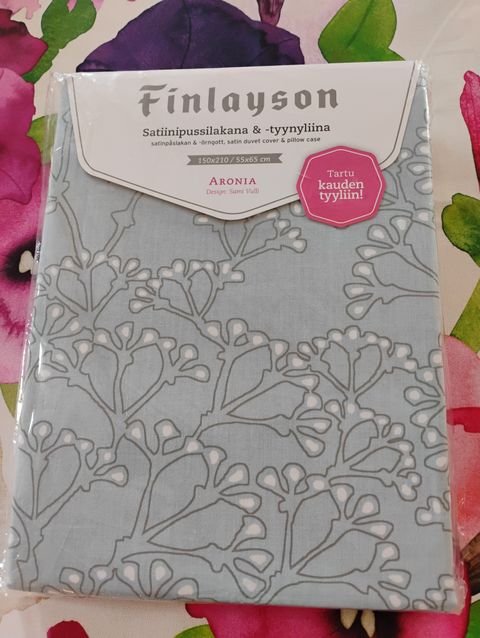 Finlayson
Satiinipussilakana & -tyynyliina
satinpåslakan & -örngott, satin duvet cover & pillow case
150x210 / 55x65 cm
ARONIA
Design: Sami Vulli
Tartu
kauden
tyyliin!